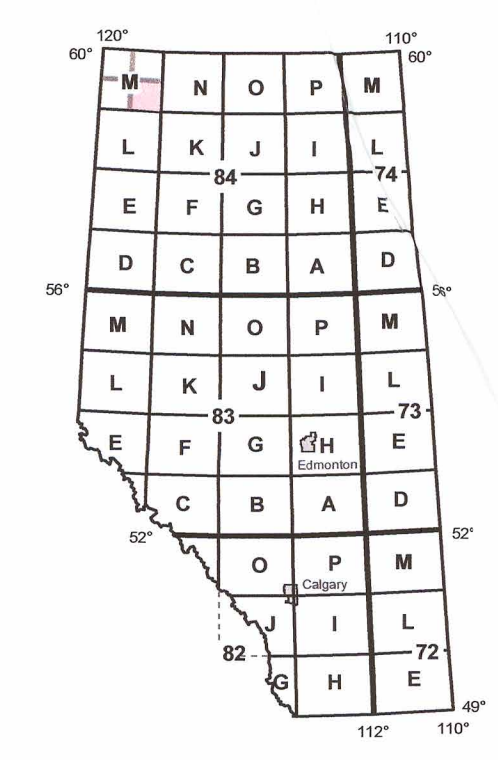 120° 110°
60° 60°
M N O P M
L K J I L
84 74
E F G H E
D C B A D
56° 56°
M N O P M
L K J I L
83 73
E F G H E
Edmonton
C B A D
52° 52°
O P M
Calgary
J I L
82 72
G H E
49°
112° 110°